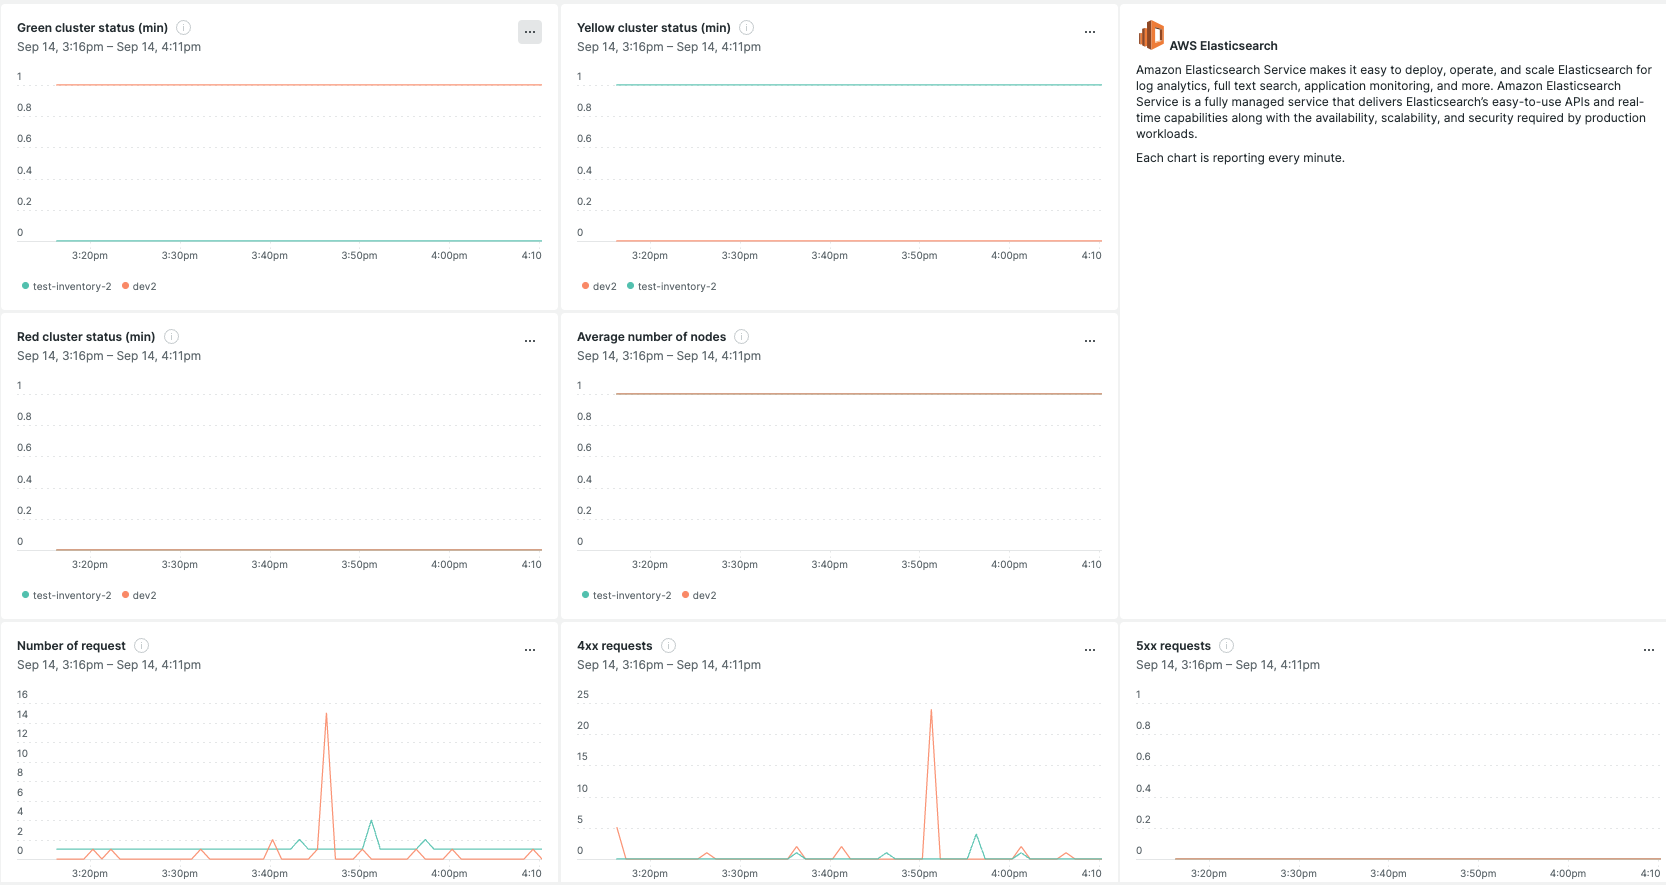 Green cluster status (min)
Sep 14, 3:16pm – Sep 14, 4:11pm
1
0.8
0.6
0.4
0.2
0
3:20pm 3:30pm 3:40pm 3:50pm 4:00pm 4:10
test-inventory-2 dev2
Yellow cluster status (min)
Sep 14, 3:16pm – Sep 14, 4:11pm
1
0.8
0.6
0.4
0.2
0
3:20pm 3:30pm 3:40pm 3:50pm 4:00pm 4:10
dev2 test-inventory-2
AWS Elasticsearch
Amazon Elasticsearch Service makes it easy to deploy, operate, and scale Elasticsearch for
log analytics, full text search, application monitoring, and more. Amazon Elasticsearch
Service is a fully managed service that delivers Elasticsearch's easy-to-use APIs and real-
time capabilities along with the availability, scalability, and security required by production
workloads.
Each chart is reporting every minute.
Red cluster status (min)
Sep 14, 3:16pm – Sep 14, 4:11pm
1
0.8
0.6
0.4
0.2
0
3:20pm 3:30pm 3:40pm 3:50pm 4:00pm 4:10
test-inventory-2 dev2
Average number of nodes
Sep 14, 3:16pm – Sep 14, 4:11pm
1
0.8
0.6
0.4
0.2
0
3:20pm 3:30pm 3:40pm 3:50pm 4:00pm 4:10
test-inventory-2 dev2
Number of request
Sep 14, 3:16pm – Sep 14, 4:11pm
16
14
12
10
8
6
4
2
0
3:20pm 3:30pm 3:40pm 3:50pm 4:00pm 4:10
4xx requests
Sep 14, 3:16pm – Sep 14, 4:11pm
25
20
15
10
5
0
3:20pm 3:30pm 3:40pm 3:50pm 4:00pm 4:10
5xx requests
Sep 14, 3:16pm – Sep 14, 4:11pm
1
0.8
0.6
0.4
0.2
0
3:20pm 3:30pm 3:40pm 3:50pm 4:00pm 4:10